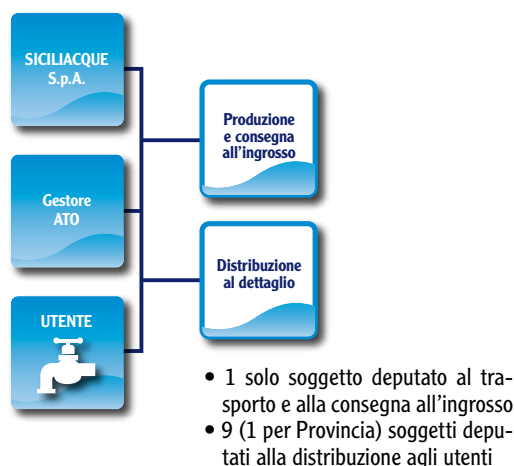 SICILIACQUE
S.p.A.
Produzione
e consegna
all'ingrosso
Gestore
ATO
Distribuzione
al dettaglio
UTENTE
• 1 solo soggetto deputato al tra-
sporto e alla consegna all'ingrosso
• 9 (1 per Provincia) soggetti depu-
tati alla distribuzione agli utenti